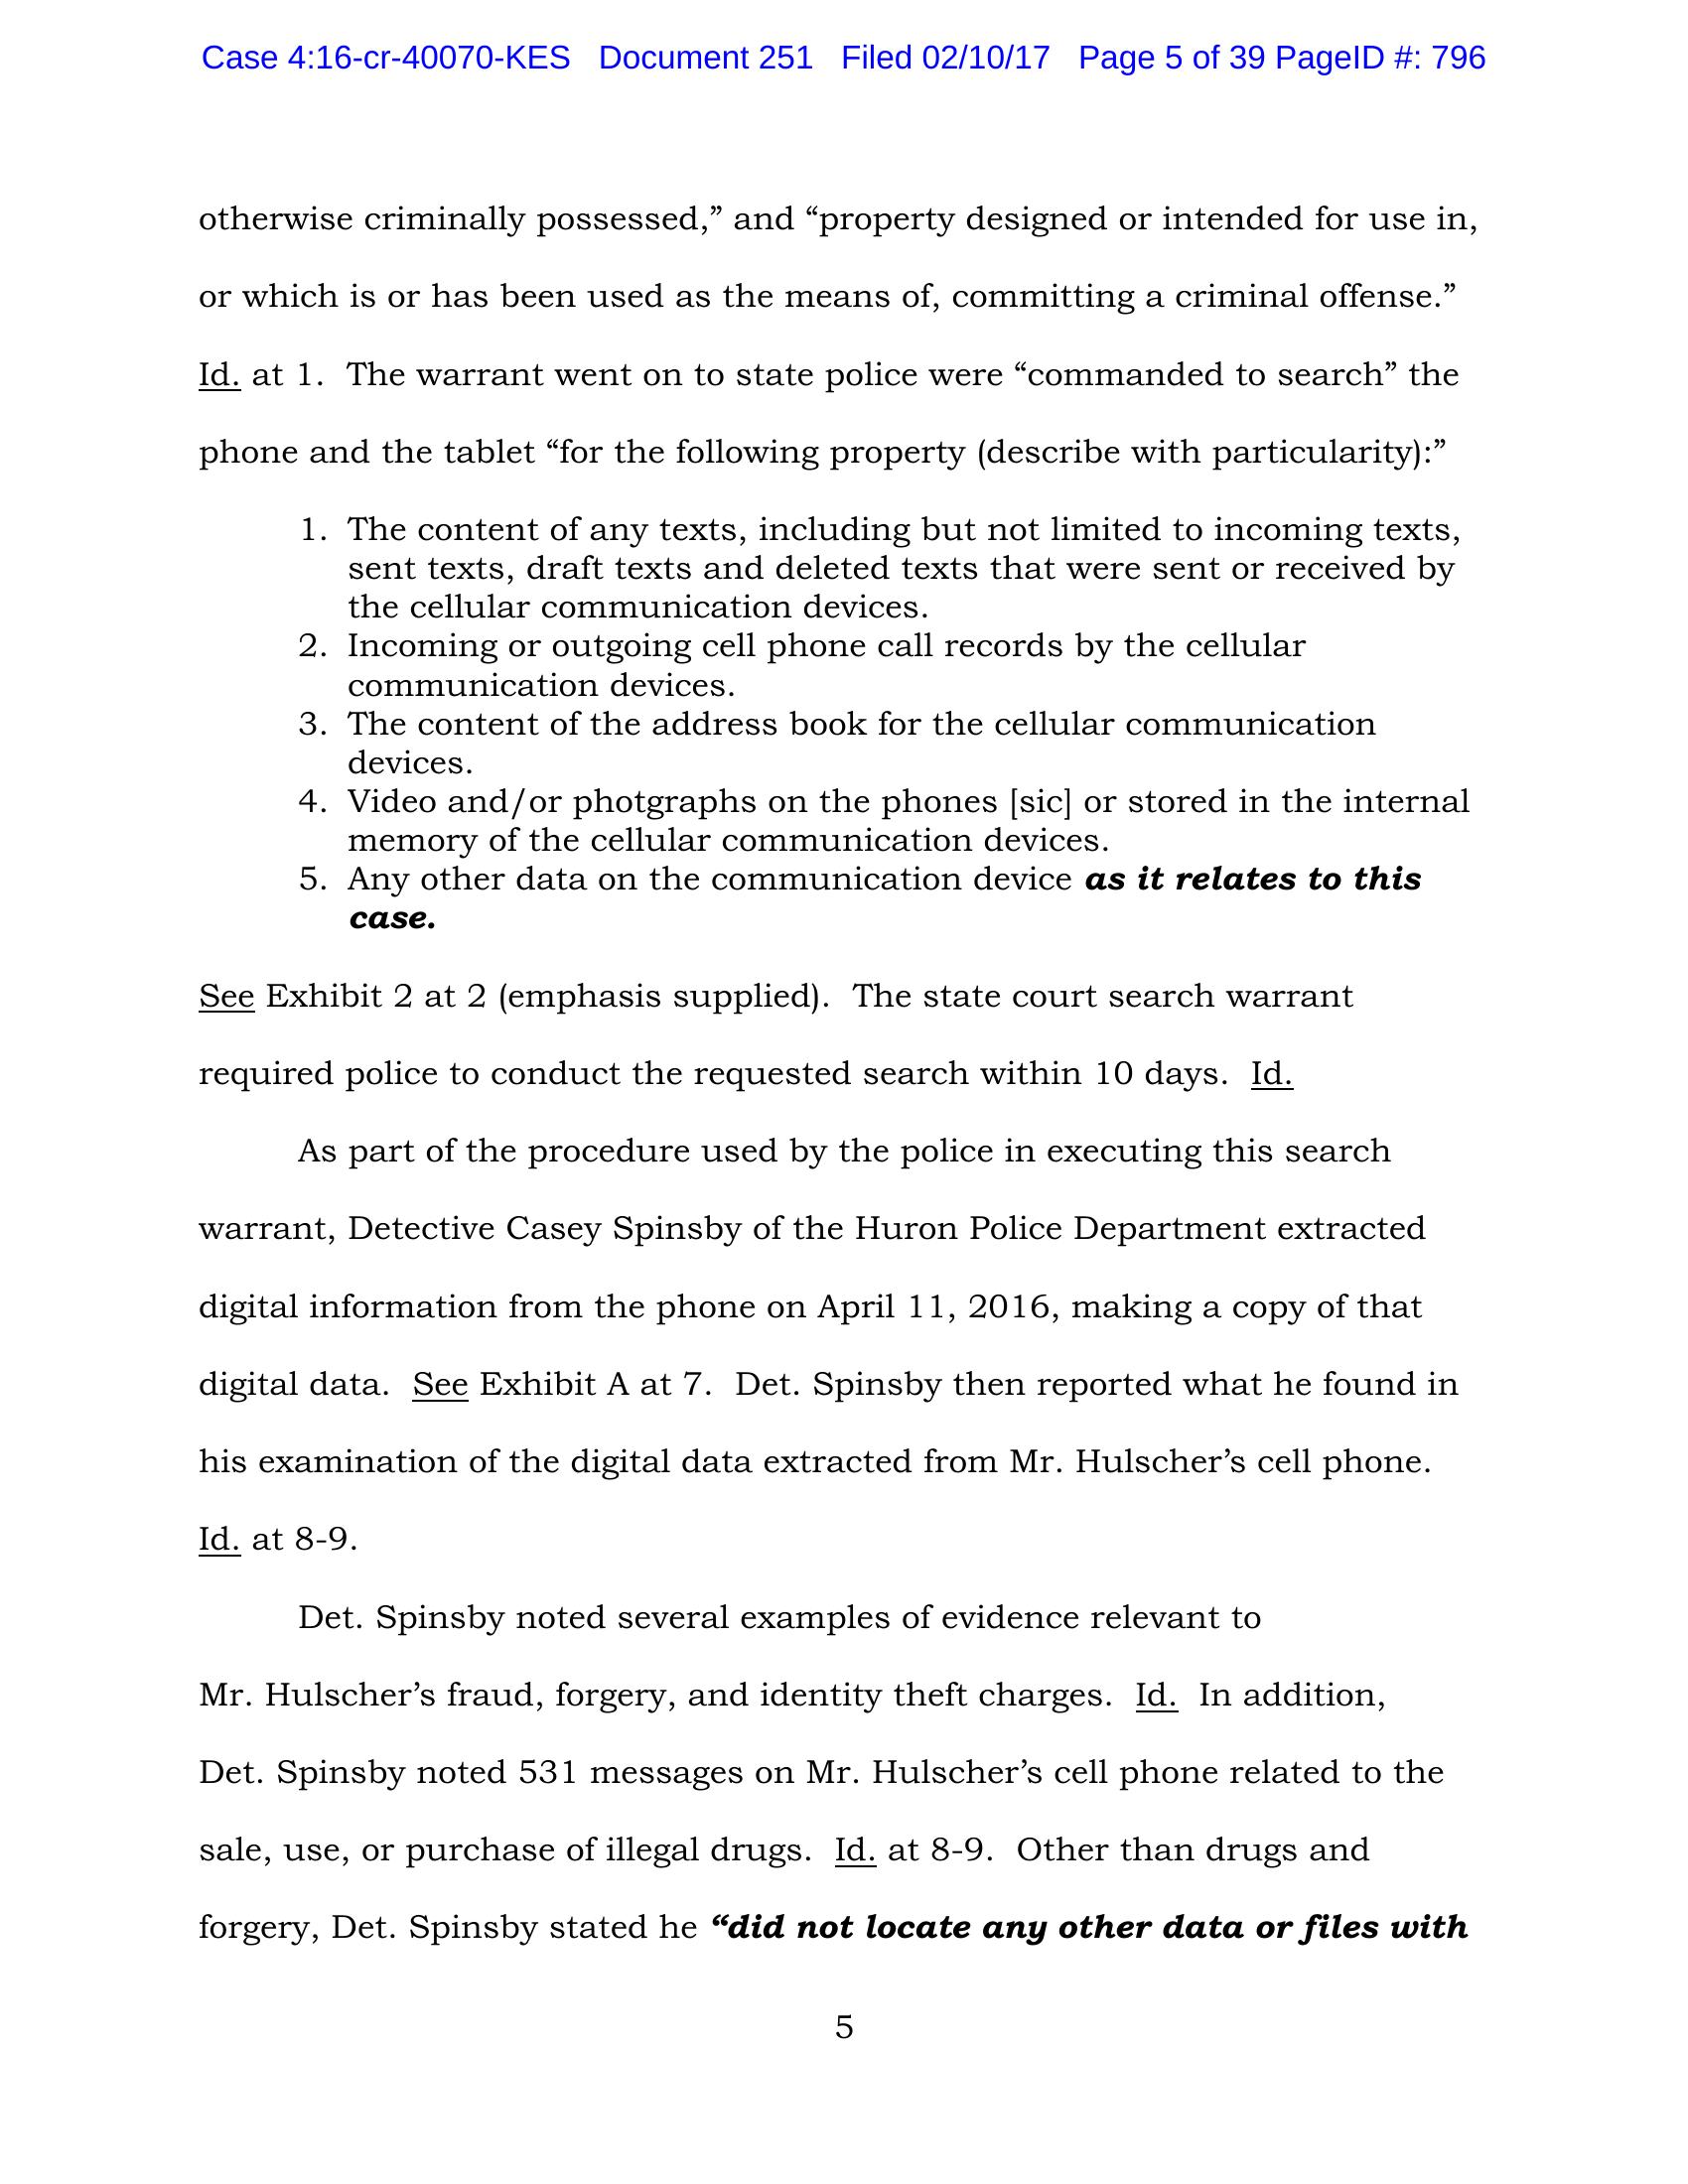 Case 4:16-cr-40070-KES Document 251 Filed 02/10/17 Page 5 of 39 PageID #: 796
otherwise criminally possessed,” and “property designed or intended for use in,
or which is or has been used as the means of, committing a criminal offense.”
Id. at 1. The warrant went on to state police were “commanded to search” the
phone and the tablet “for the following property (describe with particularity):”
1. The content of any texts, including but not limited to incoming texts,
sent texts, draft texts and deleted texts that were sent or received by
the cellular communication devices.
2. Incoming or outgoing cell phone call records by the cellular
communication devices.
3. The content of the address book for the cellular communication
devices.
4. Video and/or photgraphs on the phones [sic] or stored in the internal
memory of the cellular communication devices.
5. Any other data on the communication device as it relates to this
case.
See Exhibit 2 at 2 (emphasis supplied). The state court search warrant
required police to conduct the requested search within 10 days. Id.
As part of the procedure used by the police in executing this search
warrant, Detective Casey Spinsby of the Huron Police Department extracted
digital information from the phone on April 11, 2016, making a copy of that
digital data. See Exhibit A at 7. Det. Spinsby then reported what he found in
his examination of the digital data extracted from Mr. Hulscher’s cell phone.
Id. at 8-9.
Det. Spinsby noted several examples of evidence relevant to
Mr. Hulscher’s fraud, forgery, and identity theft charges. Id. In addition,
Det. Spinsby noted 531 messages on Mr. Hulscher’s cell phone related to the
sale, use, or purchase of illegal drugs. Id. at 8-9. Other than drugs and
forgery, Det. Spinsby stated he “did not locate any other data or files with
5